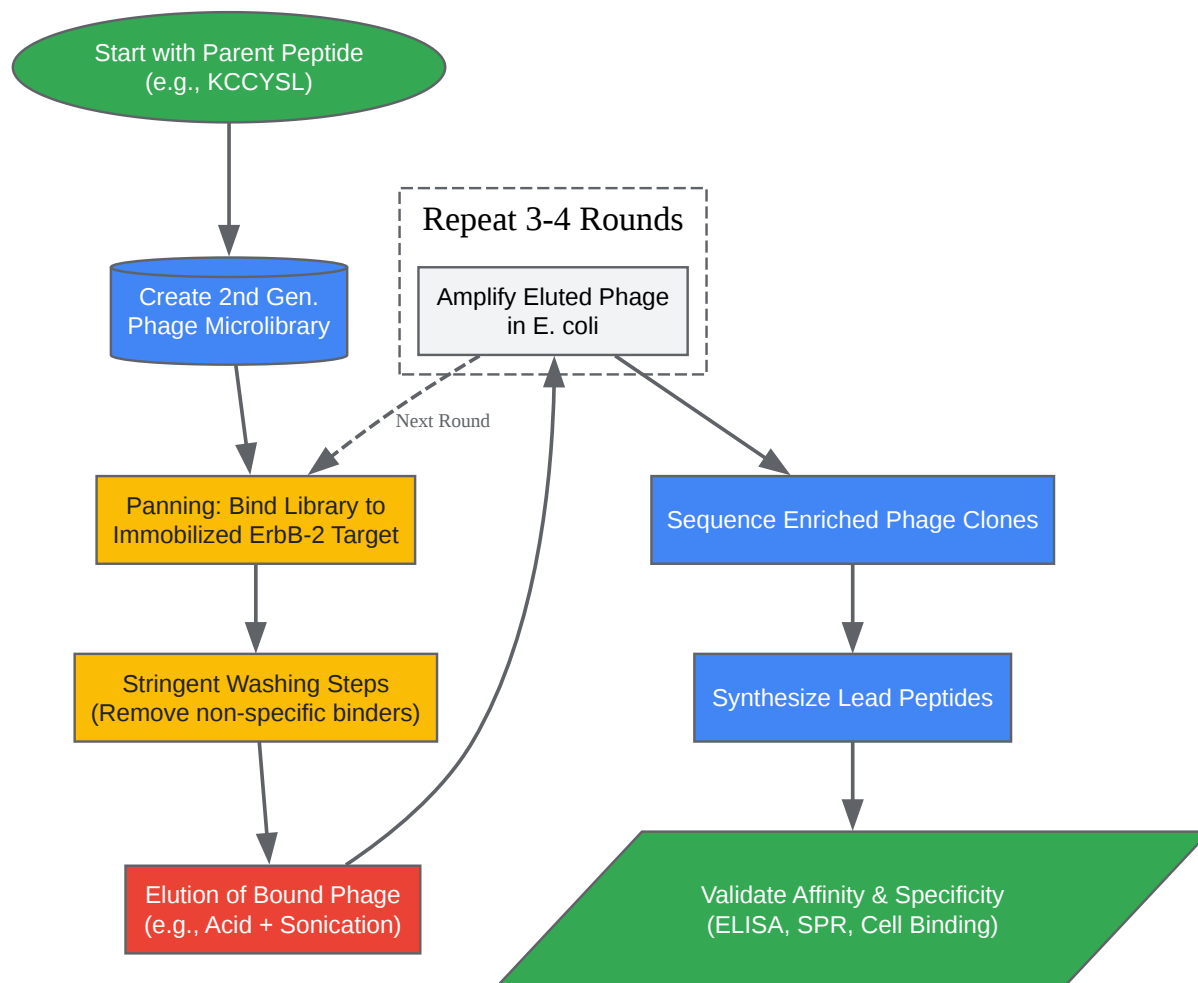 Start with Parent Peptide
(e.g., KCCYSL)
Create 2nd Gen.
Phage Microlibrary
Repeat 3-4 Rounds
Amplify Eluted Phage
in E. coli
Next Round
Panning: Bind Library to
Immobilized ErbB-2 Target
Stringent Washing Steps
(Remove non-specific binders)
Elution of Bound Phage
(e.g., Acid + Sonication)
Sequence Enriched Phage Clones
Synthesize Lead Peptides
Validate Affinity & Specificity
(ELISA, SPR, Cell Binding)